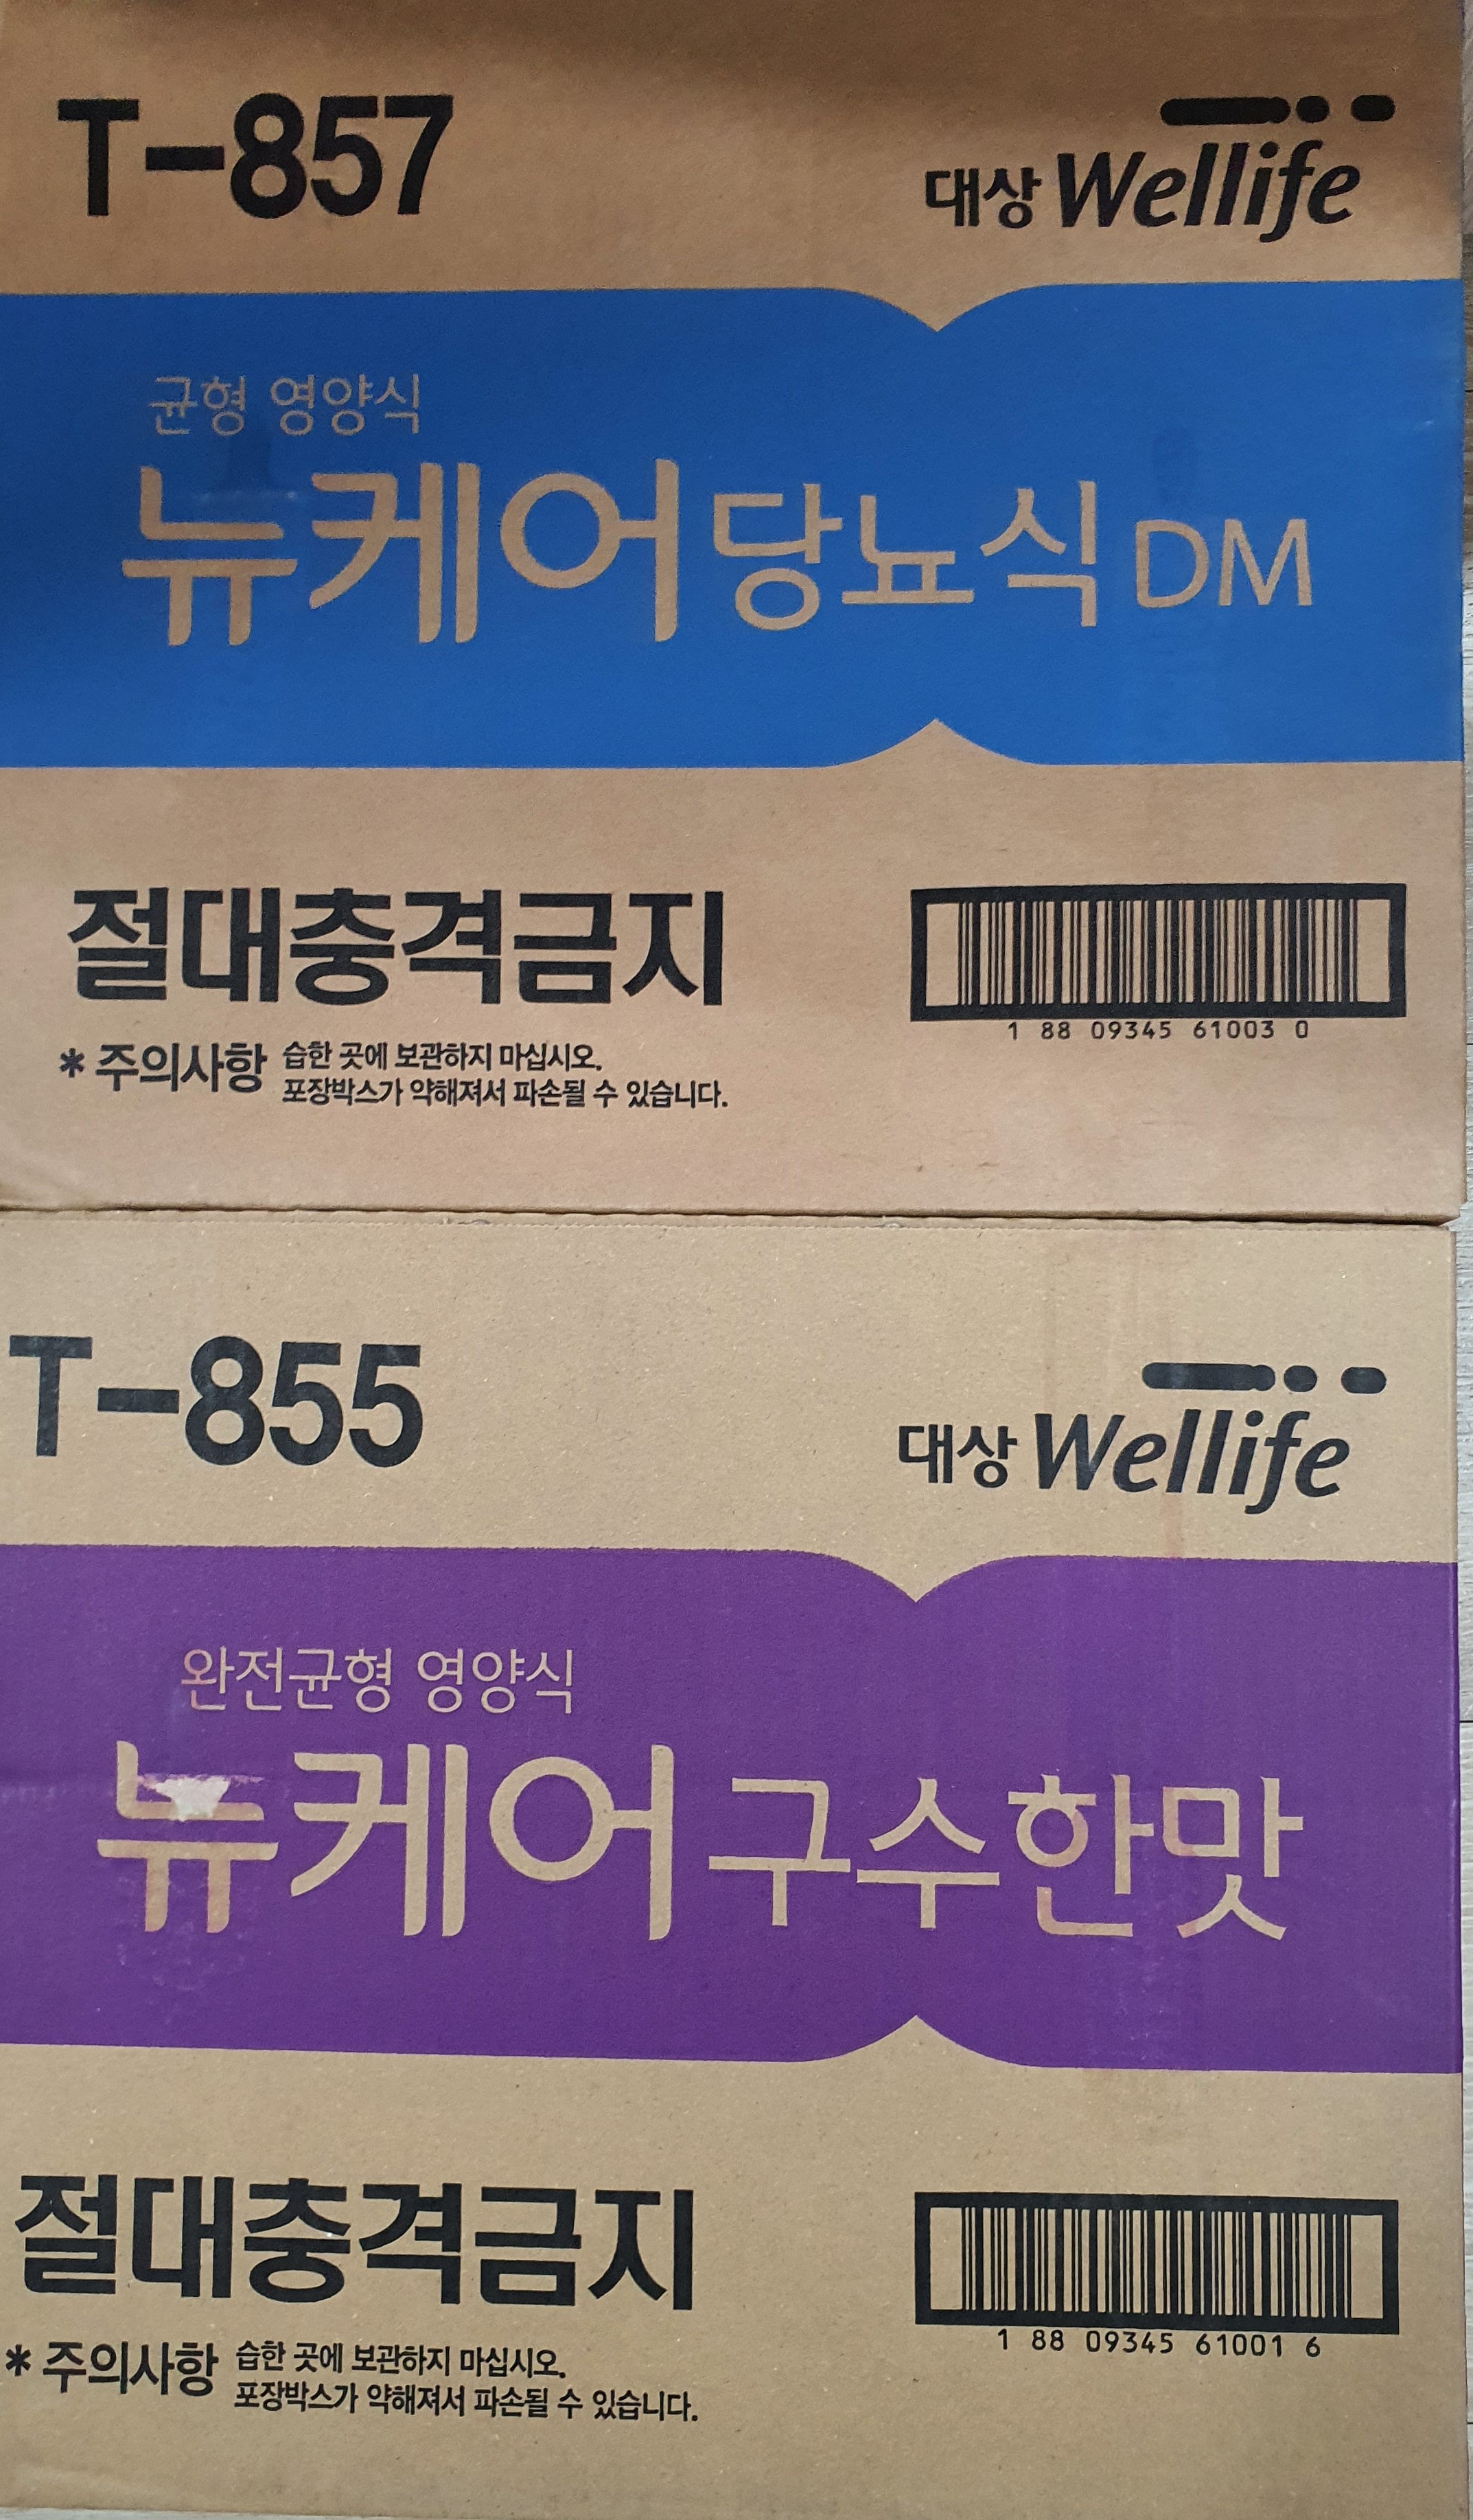 T-857
대상 Wellife
균형 영양식
뉴케어 당뇨식 DM
절대충격금지
1 88 09345 61003 0
* 주의사항 습한 곳에 보관하지 마십시오.
포장박스가 약해져서 파손될 수 있습니다.
T-855
대상 Wellife
완전균형 영양식
뉴케어 구수한맛
절대충격금지
1 88 09345 61001 6
* 주의사항 습한 곳에 보관하지 마십시오.
포장박스가 약해져서 파손될 수 있습니다.